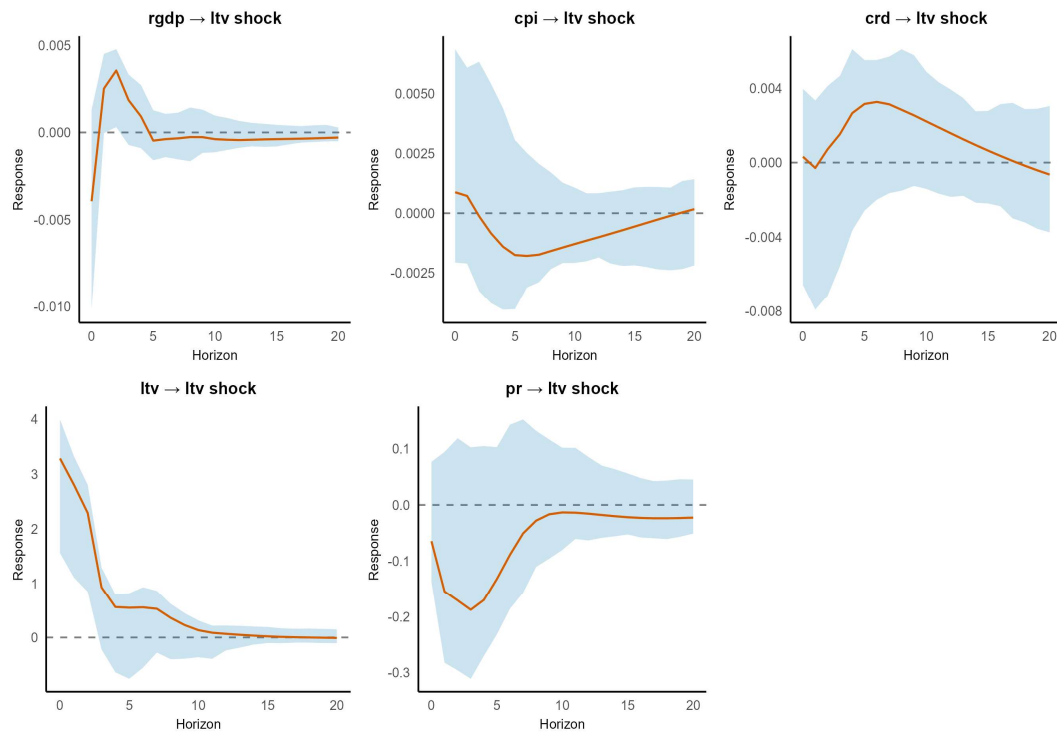 rgdp → ltv shock
0.005
0.000
-0.005
-0.010
Response
0 5 10 15 20
Horizon
cpi → ltv shock
0.0050
0.0025
0.0000
-0.0025
Response
0 5 10 15 20
Horizon
crd → ltv shock
0.004
0.000
-0.004
-0.008
Response
0 5 10 15 20
Horizon
ltv → ltv shock
4
3
2
1
0
Response
0 5 10 15 20
Horizon
pr → ltv shock
0.1
0.0
-0.1
-0.2
-0.3
Response
0 5 10 15 20
Horizon